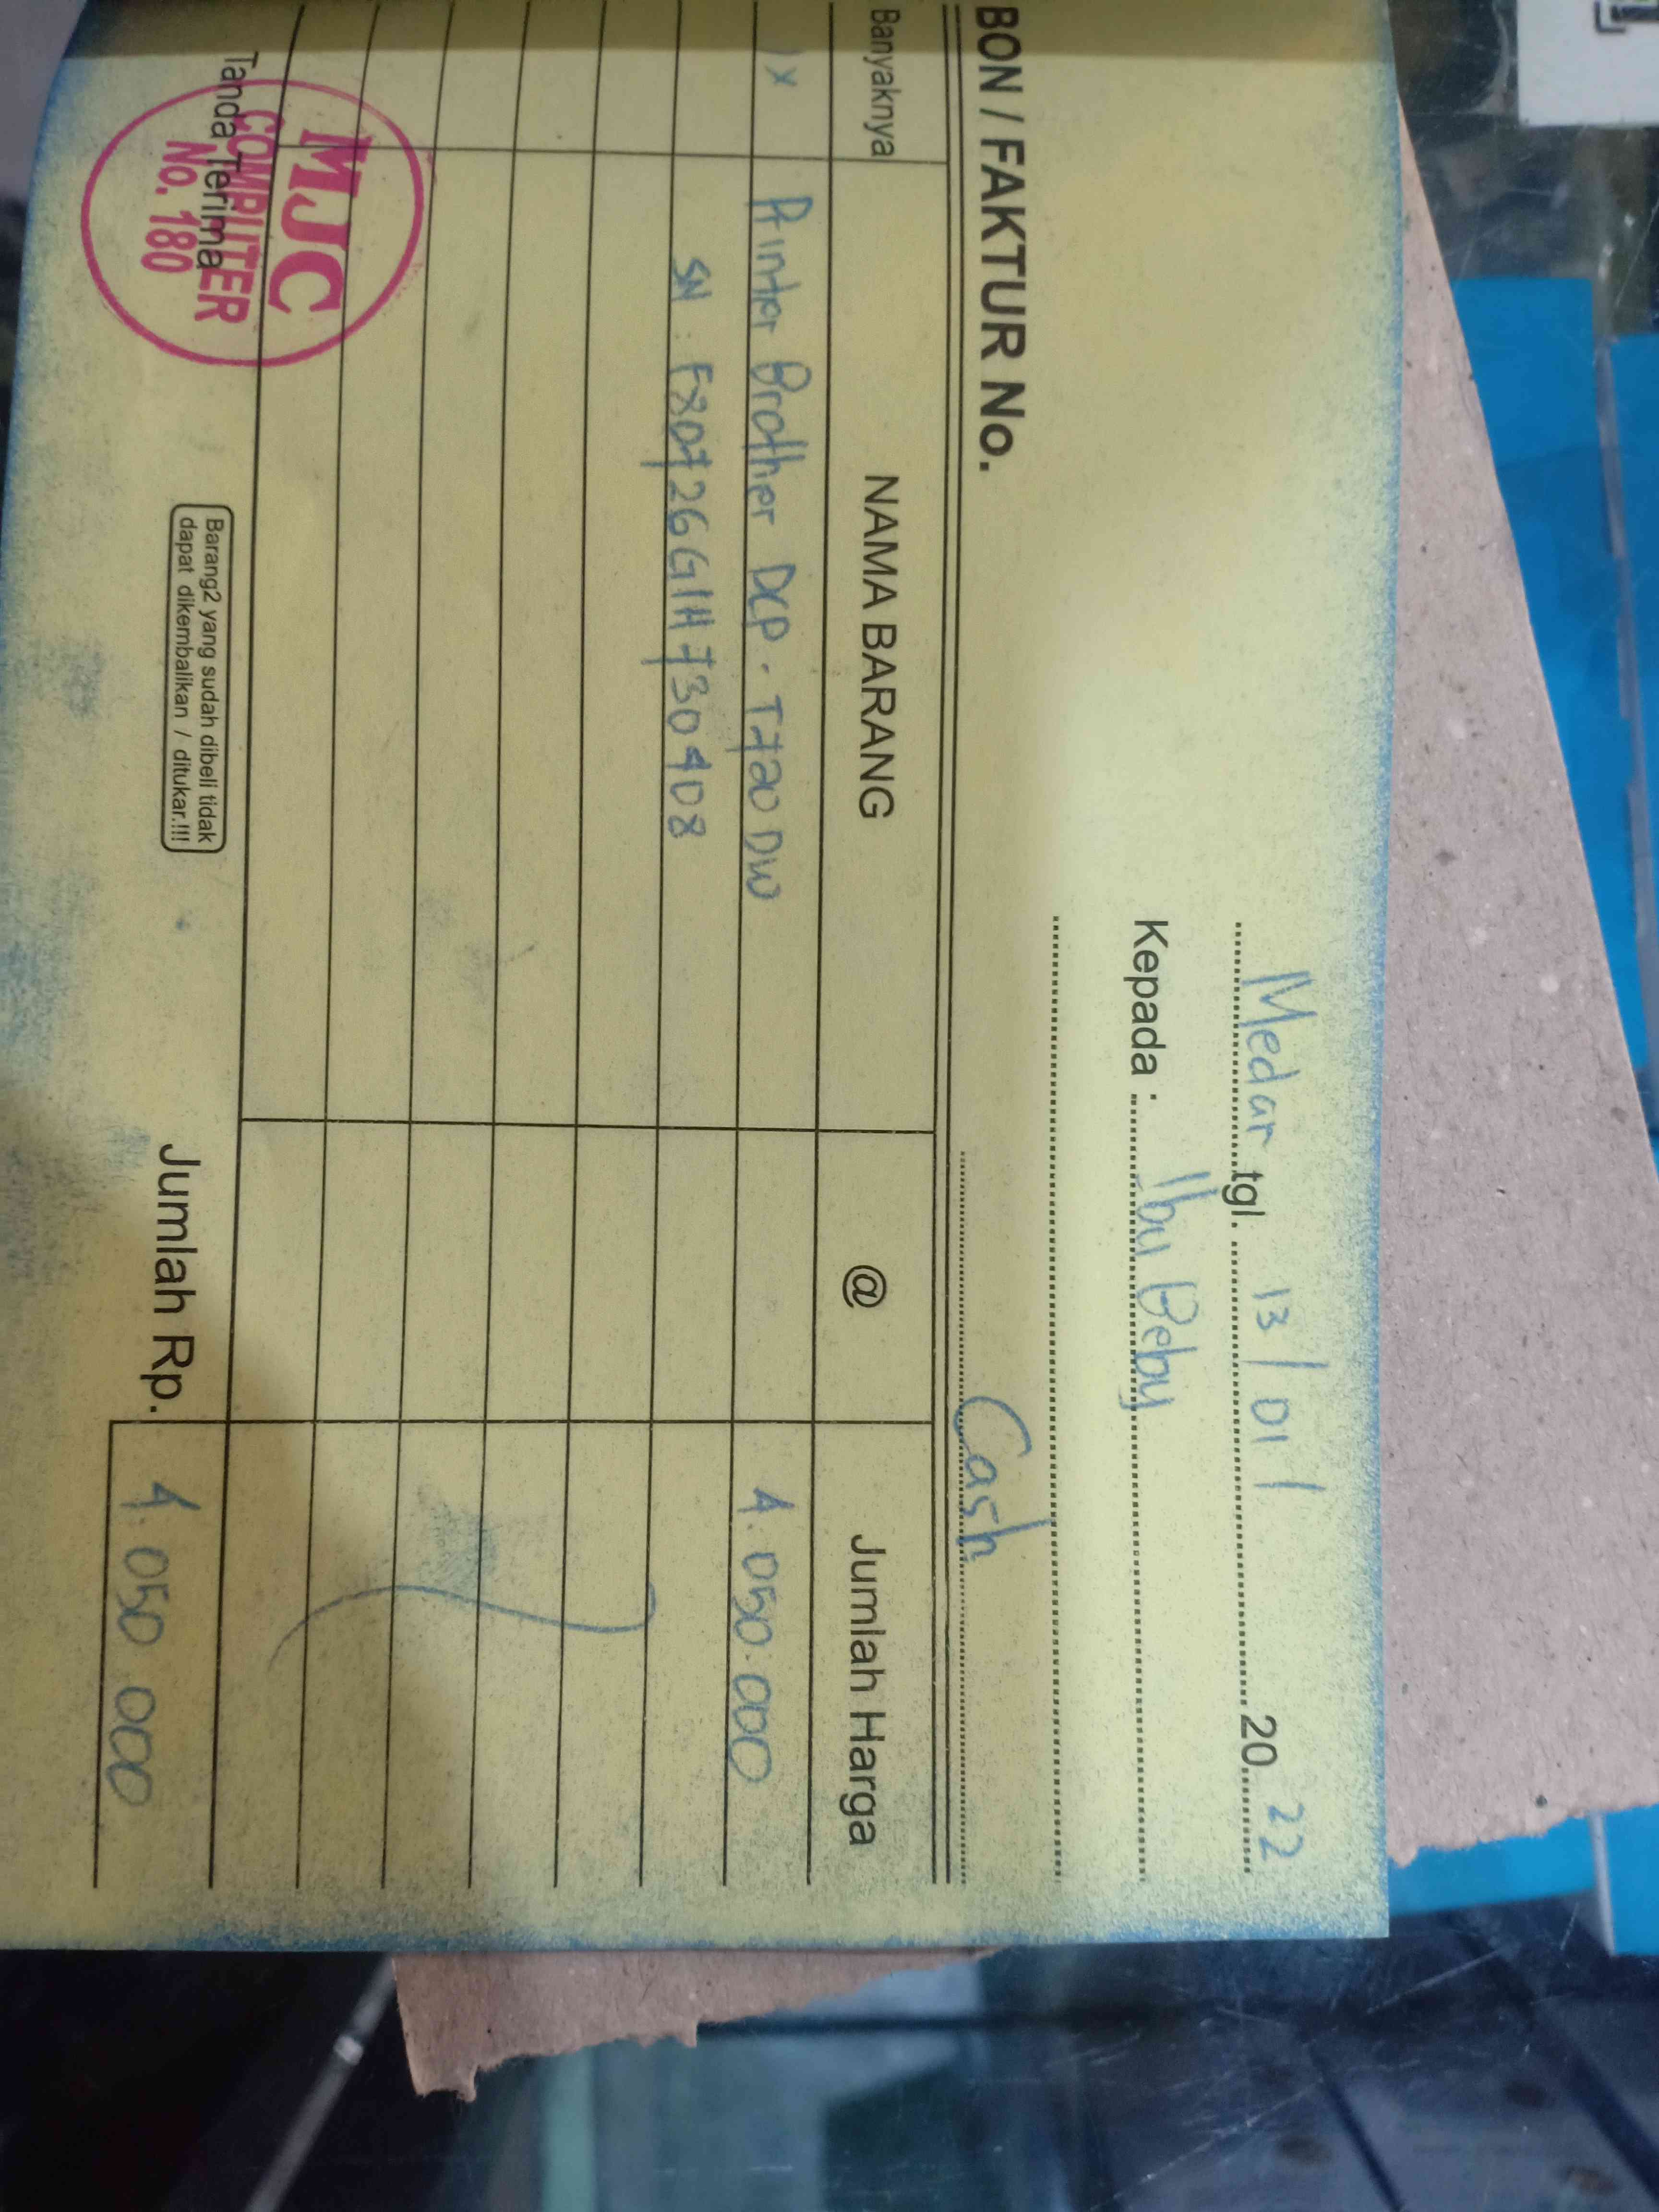 Medan tgl. 13 / 01 / 20 22
Kepada : Ibu Beby
BON / FAKTUR No. Cash
Banyaknya NAMA BARANG @ Jumlah Harga
1x Printer Brother DCP - T720 DW 4.050.000
SN : E80726G1H730408
Tanda Terima
MJC
COMPUTER
No. 180
Barang2 yang sudah dibeli tidak
dapat dikembalikan / ditukar.!!!
Jumlah Rp. 4.050.000